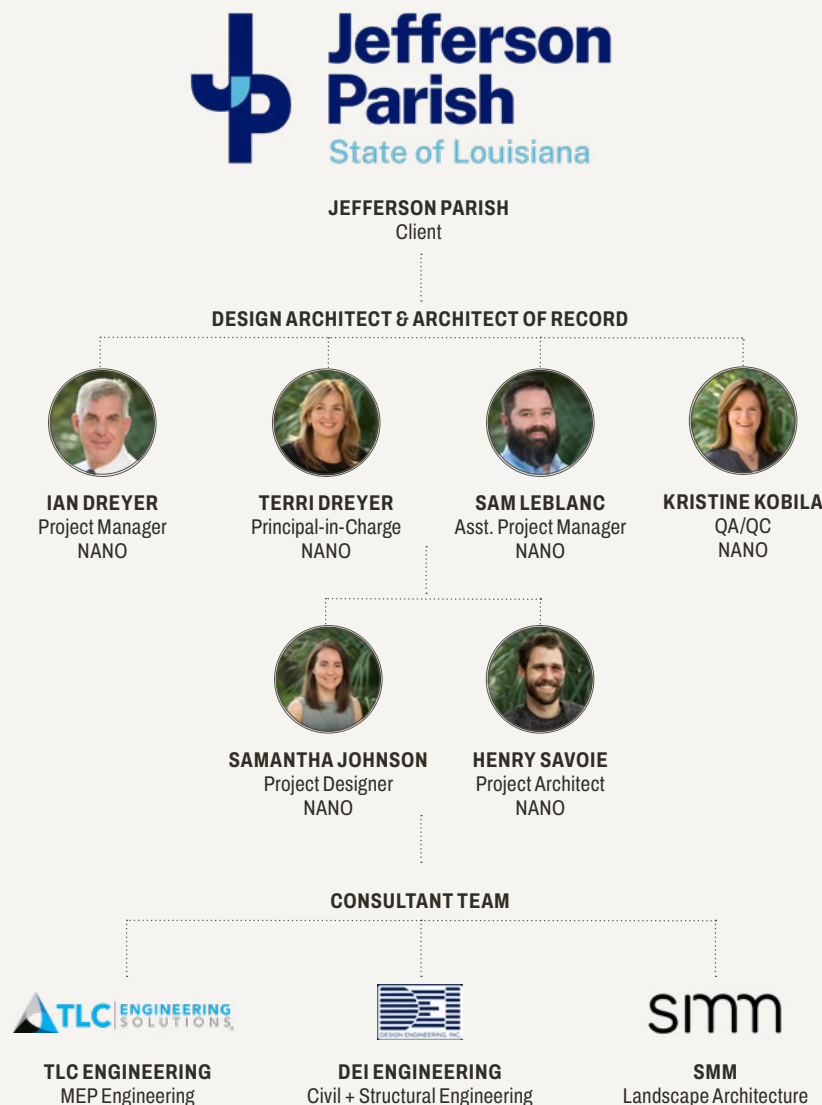 Jefferson
Parish
State of Louisiana
JEFFERSON PARISH
Client
DESIGN ARCHITECT & ARCHITECT OF RECORD
IAN DREYER
Project Manager
NANO
TERRI DREYER
Principal-in-Charge
NANO
SAM LEBLANC
Asst. Project Manager
NANO
KRISTINE KOBILA
QA/QC
NANO
SAMANTHA JOHNSON
Project Designer
NANO
HENRY SAVOIE
Project Architect
NANO
CONSULTANT TEAM
TLC ENGINEERING
SOLUTIONS
DEI
DESIGN ENGINEERING, INC.
smm
TLC ENGINEERING
MEP Engineering
DEI ENGINEERING
Civil + Structural Engineering
SMM
Landscape Architecture